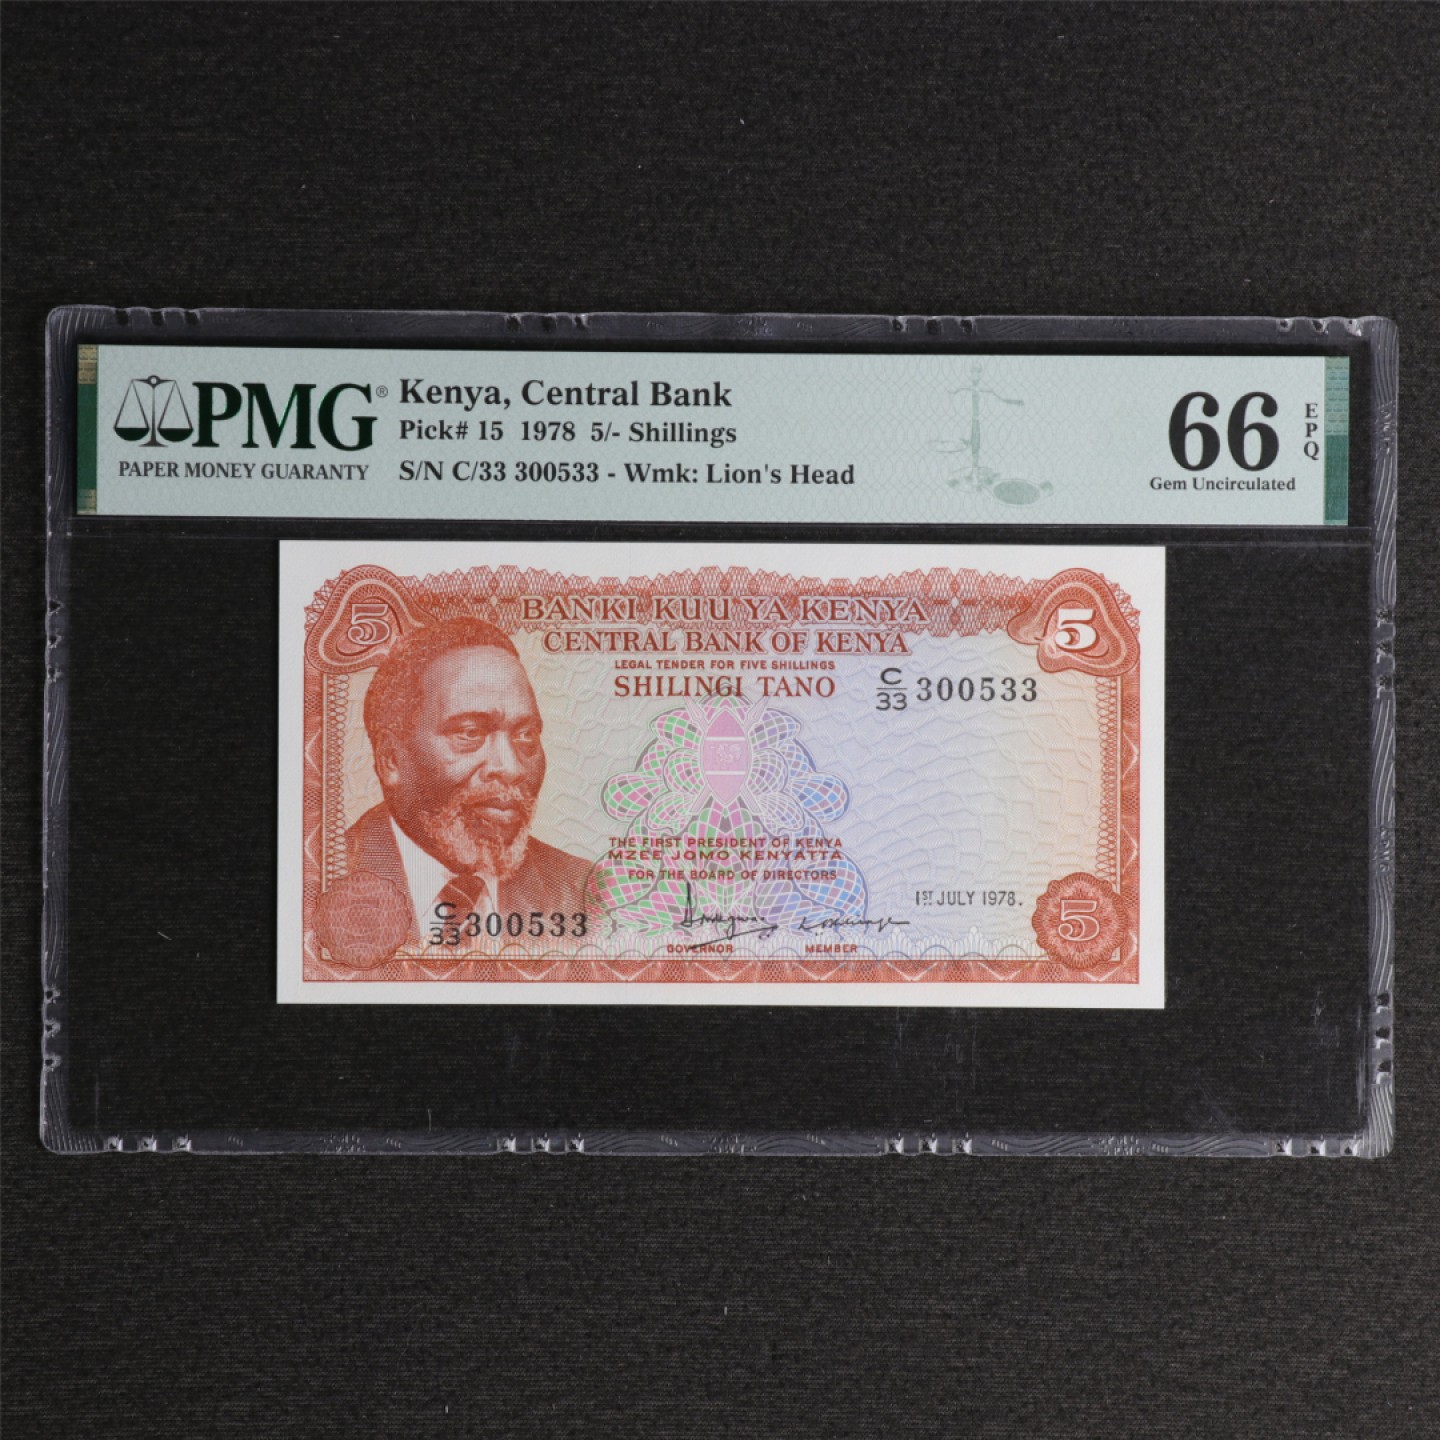 PMG®
PAPER MONEY GUARANTY
Kenya, Central Bank
Pick# 15 1978 5/- Shillings
S/N C/33 300533 - Wmk: Lion's Head
66
EPQ
Gem Uncirculated
5
5
BANKI KUU YA KENYA
CENTRAL BANK OF KENYA
LEGAL TENDER FOR FIVE SHILLINGS
SHILINGI TANO
C/33 300533
THE FIRST PRESIDENT OF KENYA
MZEE JOMO KENYATTA
FOR THE BOARD OF DIRECTORS
1ST JULY 1978.
C/33 300533
GOVERNOR
MEMBER
5
5